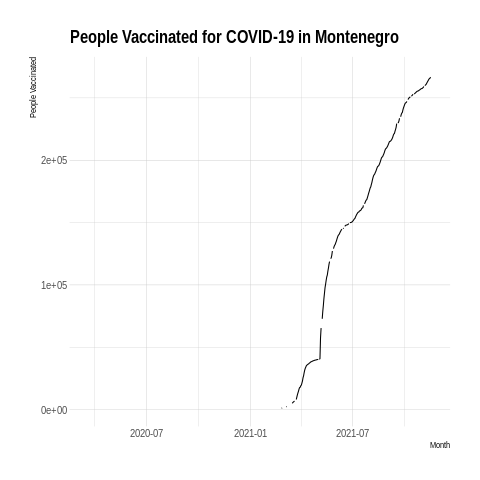 People Vaccinated for COVID-19 in Montenegro
People Vaccinated
2e+05
1e+05
0e+00
2020-07
2021-01
2021-07
Month